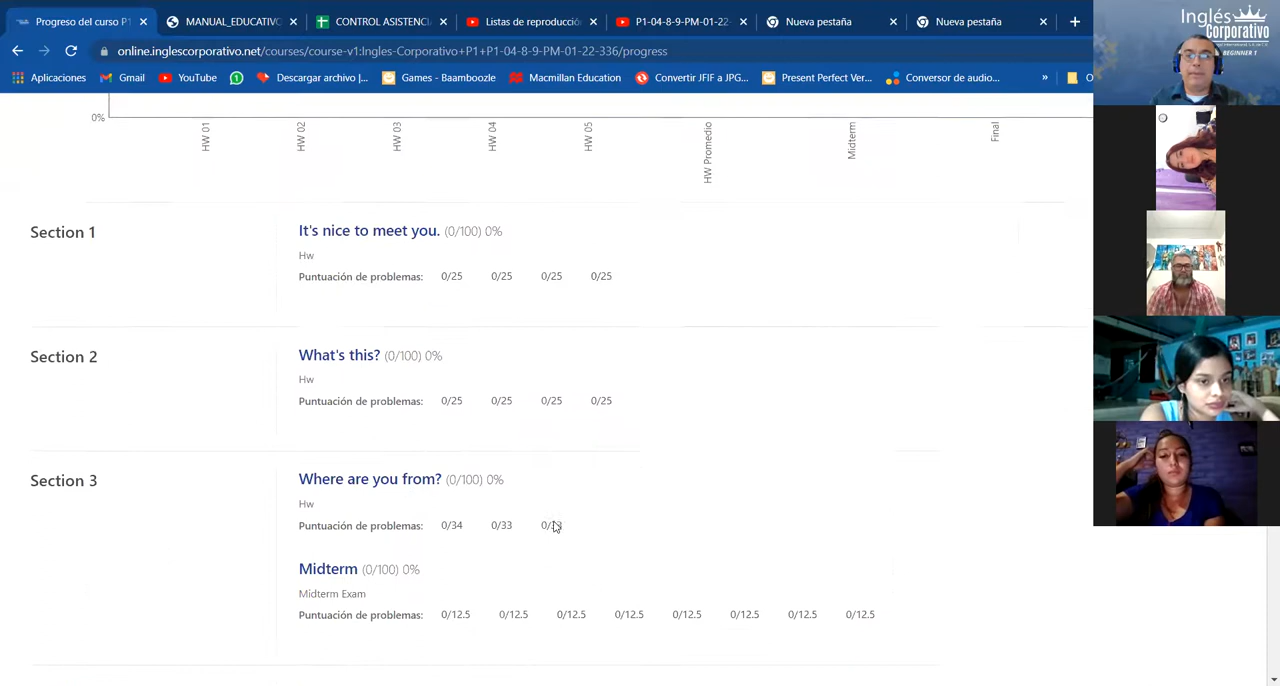 Progreso del curso P1
MANUAL_EDUCATIVO
CONTROL ASISTENCIA
Listas de reproducció
P1-04-8-9-PM-01-22-
Nueva pestaña
Nueva pestaña
online.inglescorporativo.net/courses/course-v1:Ingles-Corporativo+P1+P1-04-8-9-PM-01-22-336/progress
Aplicaciones
Gmail
YouTube
Descargar archivo |...
Games - Baamboozle
Macmillan Education
Convertir JFIF a JPG...
Present Perfect Ver...
Conversor de audio...
»
Inglés
Corporativo
BEGINNER 1
0%
HW 01
HW 02
HW 03
HW 04
HW 05
HW Promedio
Midterm
Final
Section 1
It's nice to meet you. (0/100) 0%
Hw
Puntuación de problemas: 0/25 0/25 0/25 0/25
Section 2
What's this? (0/100) 0%
Hw
Puntuación de problemas: 0/25 0/25 0/25 0/25
Section 3
Where are you from? (0/100) 0%
Hw
Puntuación de problemas: 0/34 0/33
Midterm (0/100) 0%
Midterm Exam
Puntuación de problemas: 0/12.5 0/12.5 0/12.5 0/12.5 0/12.5 0/12.5 0/12.5 0/12.5